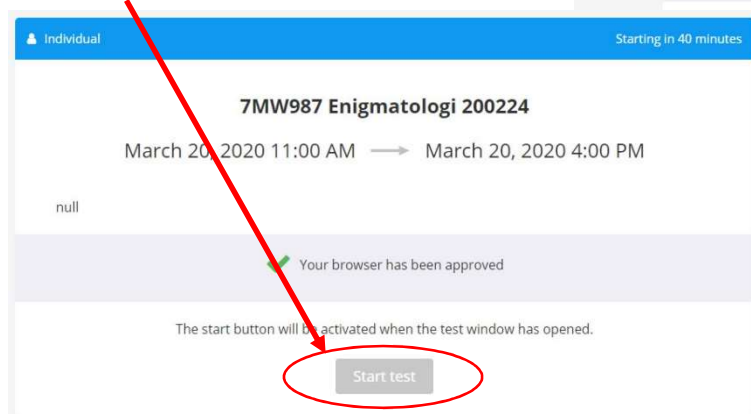 Individual
Starting in 40 minutes
7MW987 Enigmatologi 200224
March 20, 2020 11:00 AM March 20, 2020 4:00 PM
null
Your browser has been approved
The start button will be activated when the test window has opened.
Start test